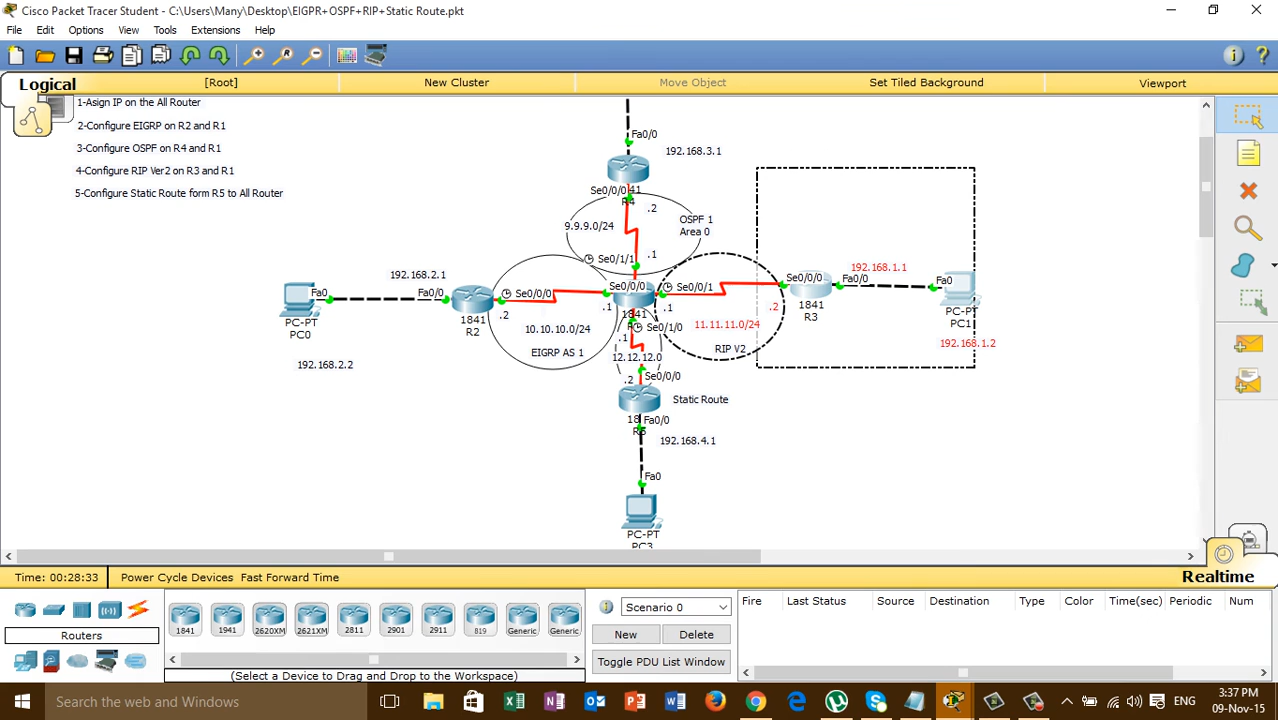 Cisco Packet Tracer Student - C:\Users\Many\Desktop\EIGPR+OSPF+RIP+Static Route.pkt
File Edit Options View Tools Extensions Help
Logical [Root] New Cluster Move Object Set Tiled Background Viewport
1-Asign IP on the All Router
2-Configure EIGRP on R2 and R1
3-Configure OSPF on R4 and R1
4-Configure RIP Ver2 on R3 and R1
5-Configure Static Route form R5 to All Router
Fa0/0
192.168.3.1
Se0/0/0
41
R4
.2
OSPF 1
Area 0
9.9.9.0/24
.1
Se0/1/1
192.168.2.1
Fa0
Fa0/0
PC-PT
PC0
192.168.2.2
1841
R2
Se0/0/0
.2
10.10.10.0/24
EIGRP AS 1
Se0/0/0
.1
1841
Se0/0/1
.1
11.11.11.0/24
RIP V2
.2
Se0/0/0
1841
R3
Fa0/0
192.168.1.1
Fa0
PC-PT
PC1
192.168.1.2
Se0/1/0
.1
12.12.12.0
.2
Se0/0/0
Static Route
18
Fa0/0
192.168.4.1
Fa0
PC-PT
PC3
Time: 00:28:33 Power Cycle Devices Fast Forward Time
Realtime
Routers
1841 1941 2620XM 2621XM 2811 2901 2911 819 Generic Generic
(Select a Device to Drag and Drop to the Workspace)
Scenario 0
New Delete
Toggle PDU List Window
Fire Last Status Source Destination Type Color Time(sec) Periodic Num
Search the web and Windows
ENG
3:37 PM
09-Nov-15